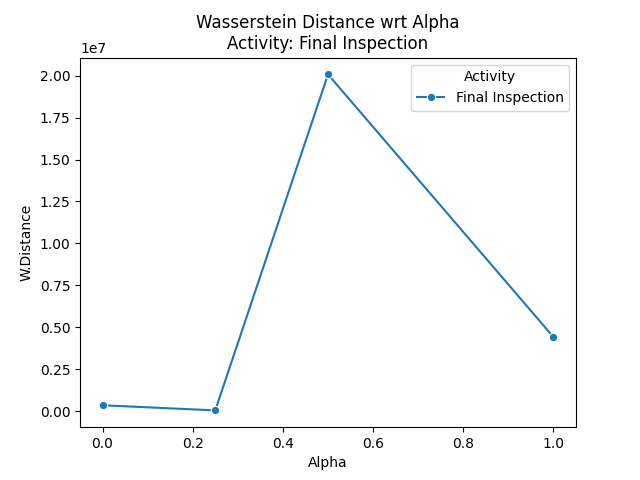 Wasserstein Distance wrt Alpha
Activity: Final Inspection
1e7
Activity
Final Inspection
2.00
1.75
1.50
1.25
1.00
0.75
0.50
0.25
0.00
W.Distance
0.0 0.2 0.4 0.6 0.8 1.0
Alpha